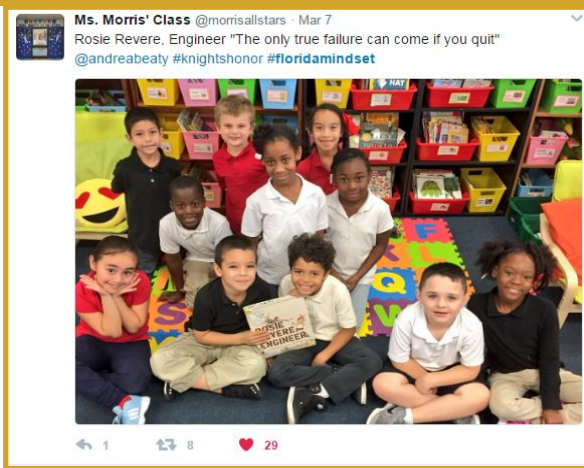 Ms. Morris' Class @morrisallstars · Mar 7
Rosie Revere, Engineer "The only true failure can come if you quit"
@andreabeaty #knightshonor #floridamindset
HAT
F
Q
S
W
ROSIE
REVERE,
ENGINEER
1 8 29